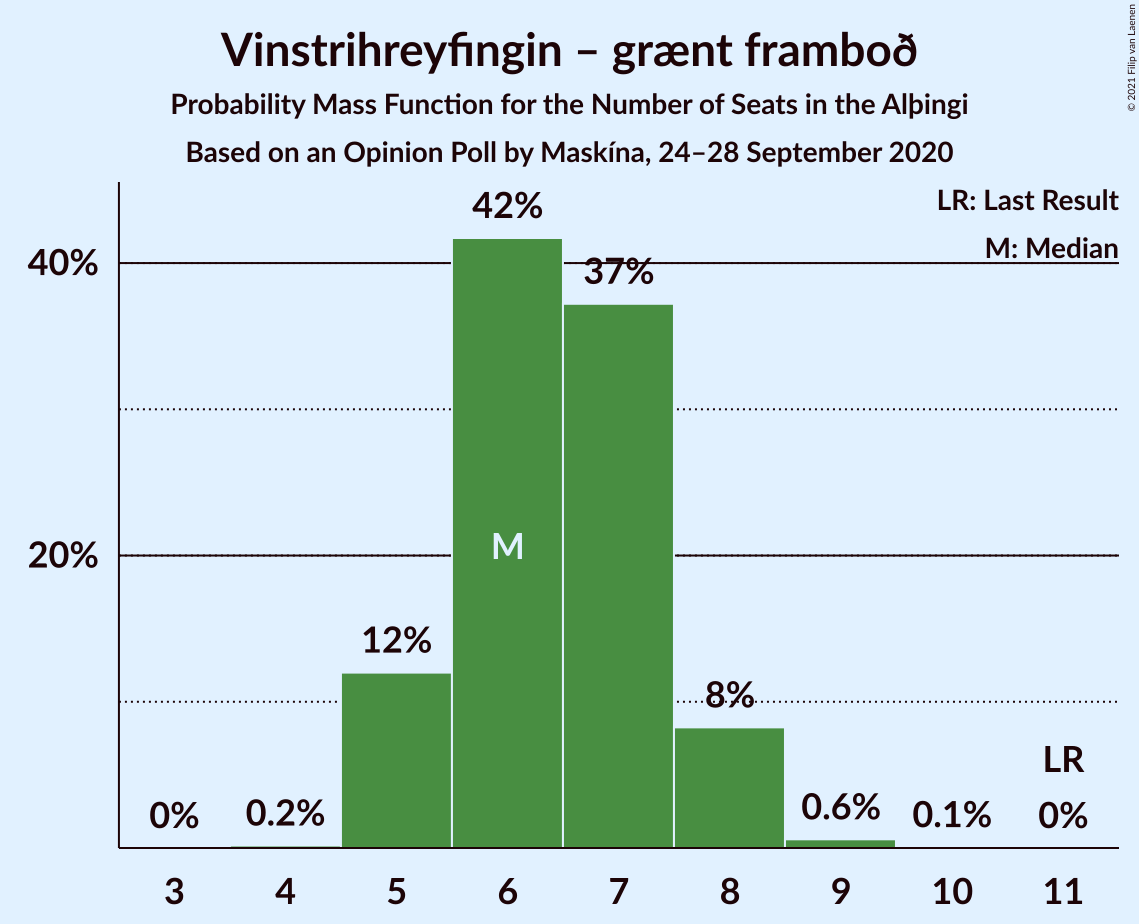 Vinstrihreyfingin – grænt framboð
Probability Mass Function for the Number of Seats in the Alþingi
Based on an Opinion Poll by Maskína, 24–28 September 2020
© 2021 Filip van Laenen
LR: Last Result
M: Median
42%
40%
37%
M
20%
12%
8%
LR
0%
0.2%
0.6%
0.1%
0%
3 4 5 6 7 8 9 10 11